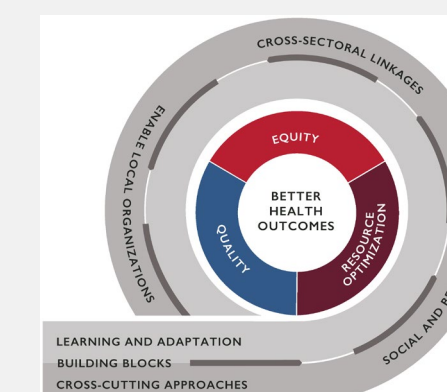 CROSS-SECTORAL LINKAGES
ENABLE LOCAL ORGANIZATIONS
EQUITY
BETTER
HEALTH
OUTCOMES
QUALITY
RESOURCE
OPTIMIZATION
SOCIAL AND
LEARNING AND ADAPTATION
BUILDING BLOCKS
CROSS-CUTTING APPROACHES